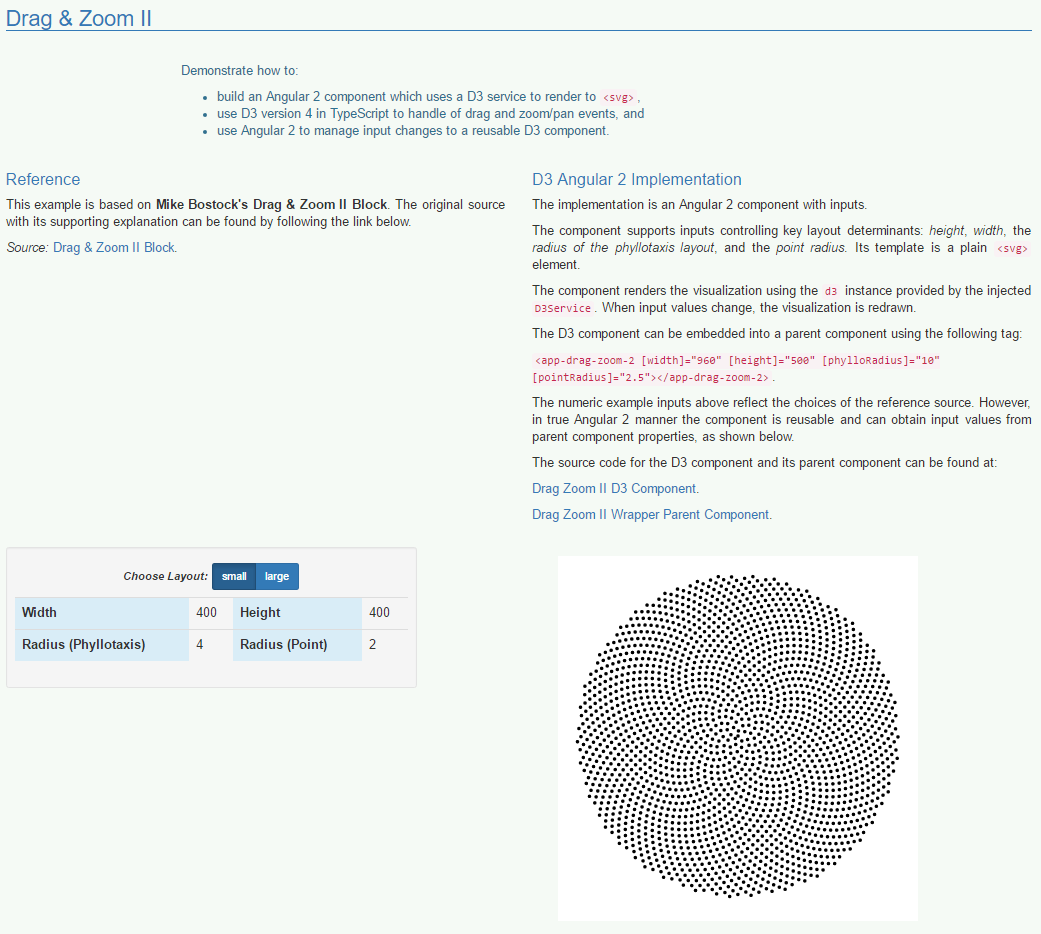 Drag & Zoom II
Demonstrate how to:
build an Angular 2 component which uses a D3 service to render to <svg>,
use D3 version 4 in TypeScript to handle of drag and zoom/pan events, and
use Angular 2 to manage input changes to a reusable D3 component.
Reference
This example is based on Mike Bostock's Drag & Zoom II Block. The original source
with its supporting explanation can be found by following the link below.
Source: Drag & Zoom II Block.
D3 Angular 2 Implementation
The implementation is an Angular 2 component with inputs.
The component supports inputs controlling key layout determinants: height, width, the
radius of the phyllotaxis layout, and the point radius. Its template is a plain <svg>
element.
The component renders the visualization using the d3 instance provided by the injected
D3Service. When input values change, the visualization is redrawn.
The D3 component can be embedded into a parent component using the following tag:
<app-drag-zoom-2 [width]="960" [height]="500" [phylloRadius]="10"
[pointRadius]="2.5"></app-drag-zoom-2>.
The numeric example inputs above reflect the choices of the reference source. However,
in true Angular 2 manner the component is reusable and can obtain input values from
parent component properties, as shown below.
The source code for the D3 component and its parent component can be found at:
Drag Zoom II D3 Component.
Drag Zoom II Wrapper Parent Component.
Choose Layout: small large
Width 400 Height 400
Radius (Phyllotaxis) 4 Radius (Point) 2